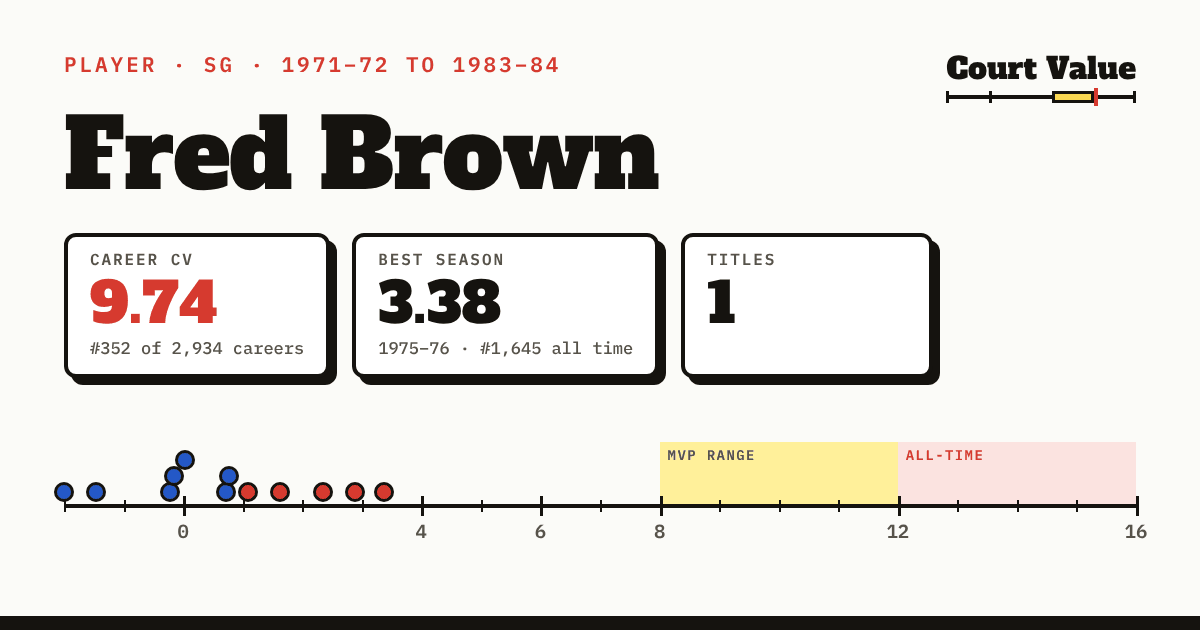 PLAYER · SG · 1971–72 TO 1983–84
Court Value
Fred Brown
CAREER CV
9.74
#352 of 2,934 careers
BEST SEASON
3.38
1975–76 · #1,645 all time
TITLES
1
MVP RANGE
ALL-TIME
0 4 6 8 12 16